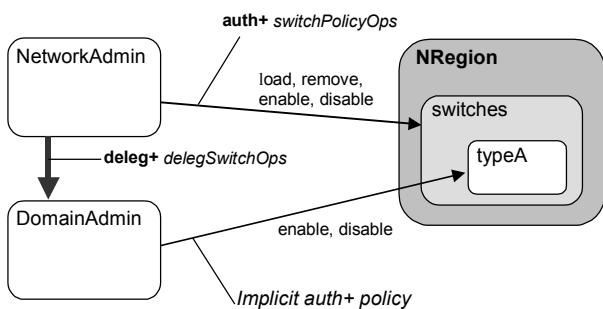 auth+ switchPolicyOps
NetworkAdmin
NRegion
load, remove,
enable, disable
switches
typeA
deleg+ delegSwitchOps
DomainAdmin
enable, disable
Implicit auth+ policy